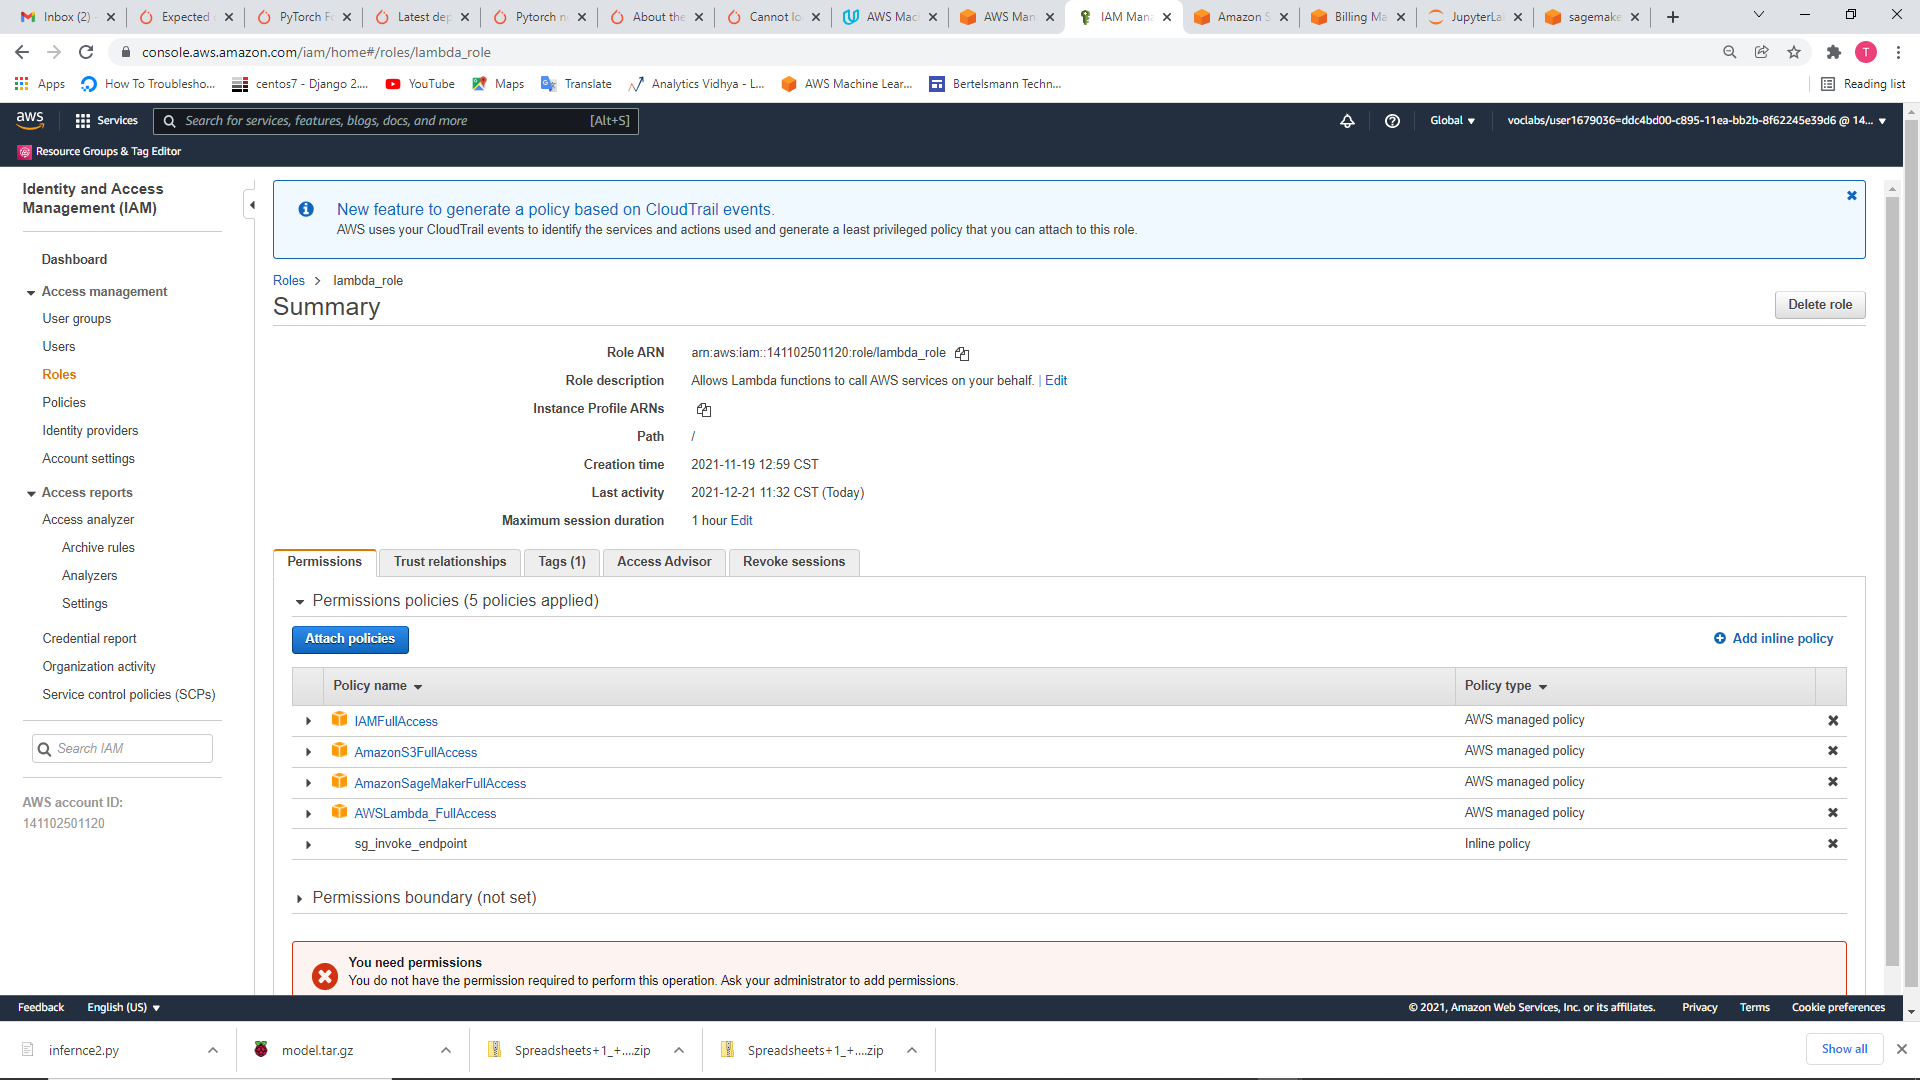 Inbox (2) -
Expected
PyTorch Fo
Latest dep
Pytorch n
About the
Cannot lo
AWS Mac
AWS Man
IAM Mana
Amazon S
Billing Ma
JupyterLa
sagemake
console.aws.amazon.com/iam/home#/roles/lambda_role
T
Apps
How To Troublesho...
centos7 - Django 2....
YouTube
Maps
Translate
Analytics Vidhya - L...
AWS Machine Lear...
Bertelsmann Techn...
Reading list
aws
Services
Search for services, features, blogs, docs, and more
[Alt+S]
Global
voclabs/user1679036=ddc4bd00-c895-11ea-bb2b-8f62245e39d6 @ 14...
Resource Groups & Tag Editor
Identity and Access
Management (IAM)
Dashboard
Access management
User groups
Users
Roles
Policies
Identity providers
Account settings
Access reports
Access analyzer
Archive rules
Analyzers
Settings
Credential report
Organization activity
Service control policies (SCPs)
Search IAM
AWS account ID:
141102501120
New feature to generate a policy based on CloudTrail events.
AWS uses your CloudTrail events to identify the services and actions used and generate a least privileged policy that you can attach to this role.
Roles > lambda_role
Summary
Delete role
Role ARN arn:aws:iam::141102501120:role/lambda_role
Role description Allows Lambda functions to call AWS services on your behalf. | Edit
Instance Profile ARNs
Path /
Creation time 2021-11-19 12:59 CST
Last activity 2021-12-21 11:32 CST (Today)
Maximum session duration 1 hour Edit
Permissions
Trust relationships
Tags (1)
Access Advisor
Revoke sessions
Permissions policies (5 policies applied)
Attach policies
Add inline policy
Policy name Policy type
IAMFullAccess AWS managed policy
AmazonS3FullAccess AWS managed policy
AmazonSageMakerFullAccess AWS managed policy
AWSLambda_FullAccess AWS managed policy
sg_invoke_endpoint Inline policy
Permissions boundary (not set)
You need permissions
You do not have the permission required to perform this operation. Ask your administrator to add permissions.
Feedback
English (US)
© 2021, Amazon Web Services, Inc. or its affiliates.
Privacy
Terms
Cookie preferences
infernce2.py
model.tar.gz
Spreadsheets+1_+....zip
Spreadsheets+1_+....zip
Show all